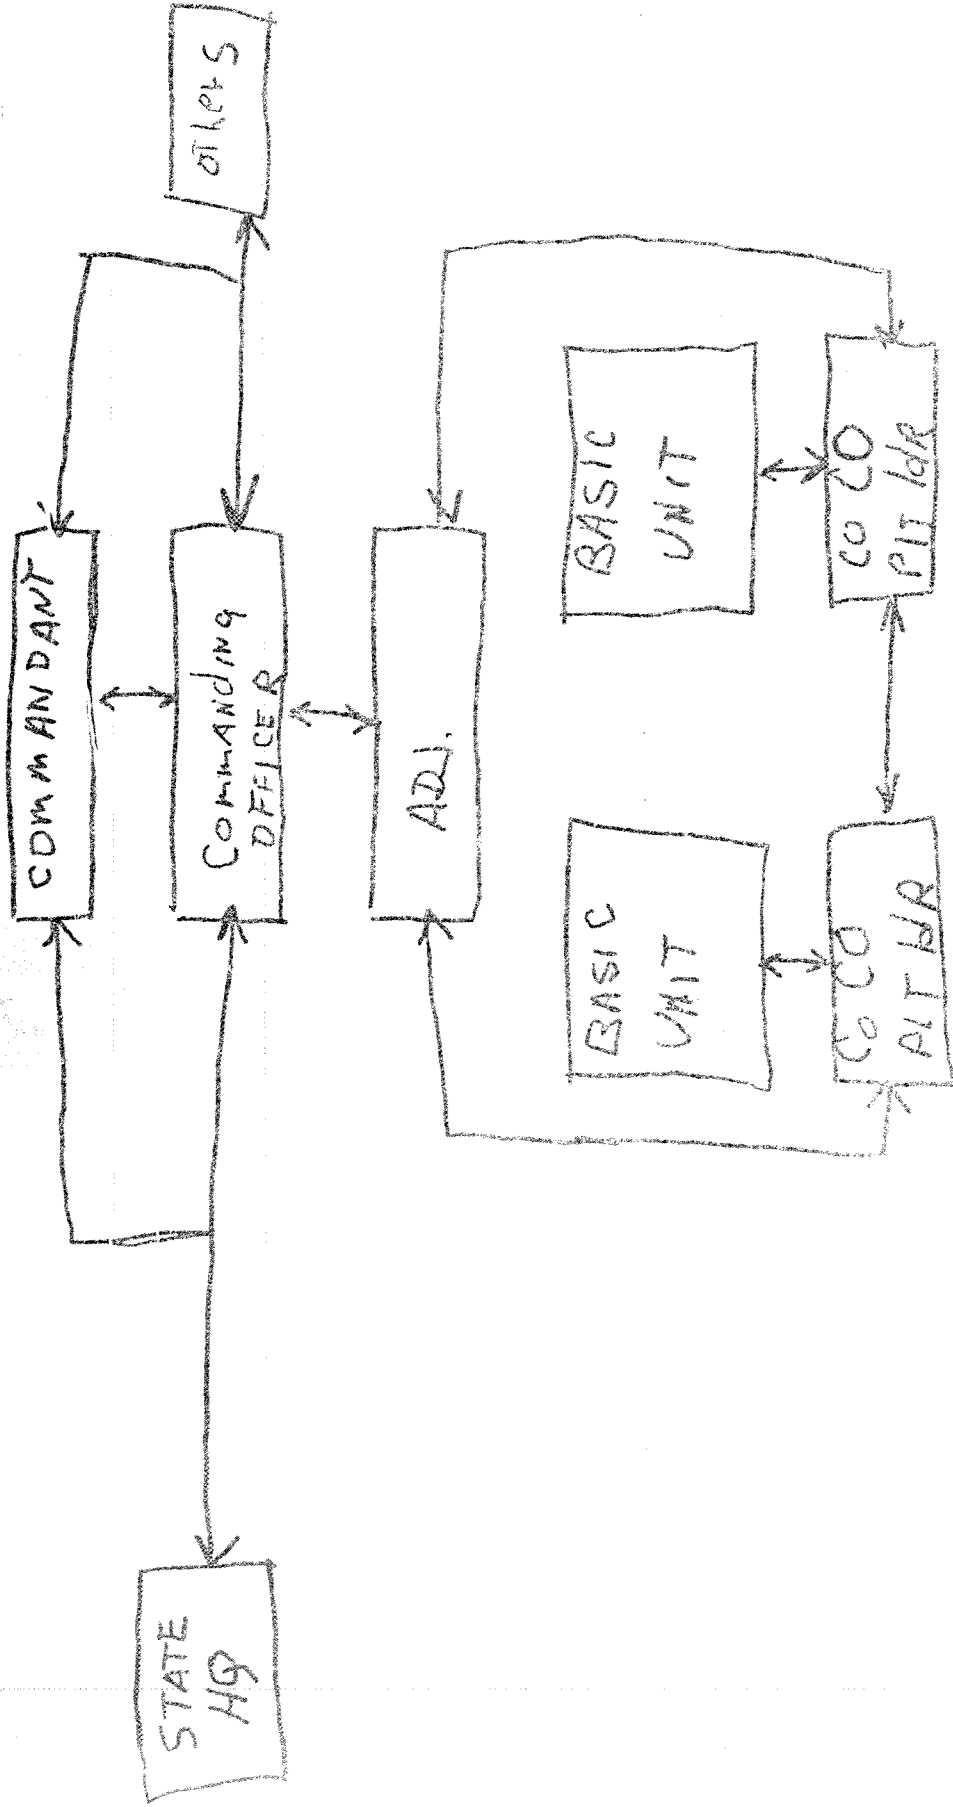 COMMANDANT
STATE
HQ
Commanding
OFFICER
others
ADJ.
BASIC
UNIT
BASIC
UNIT
Co CO
PLT LdR
CO CO
PlT ldR